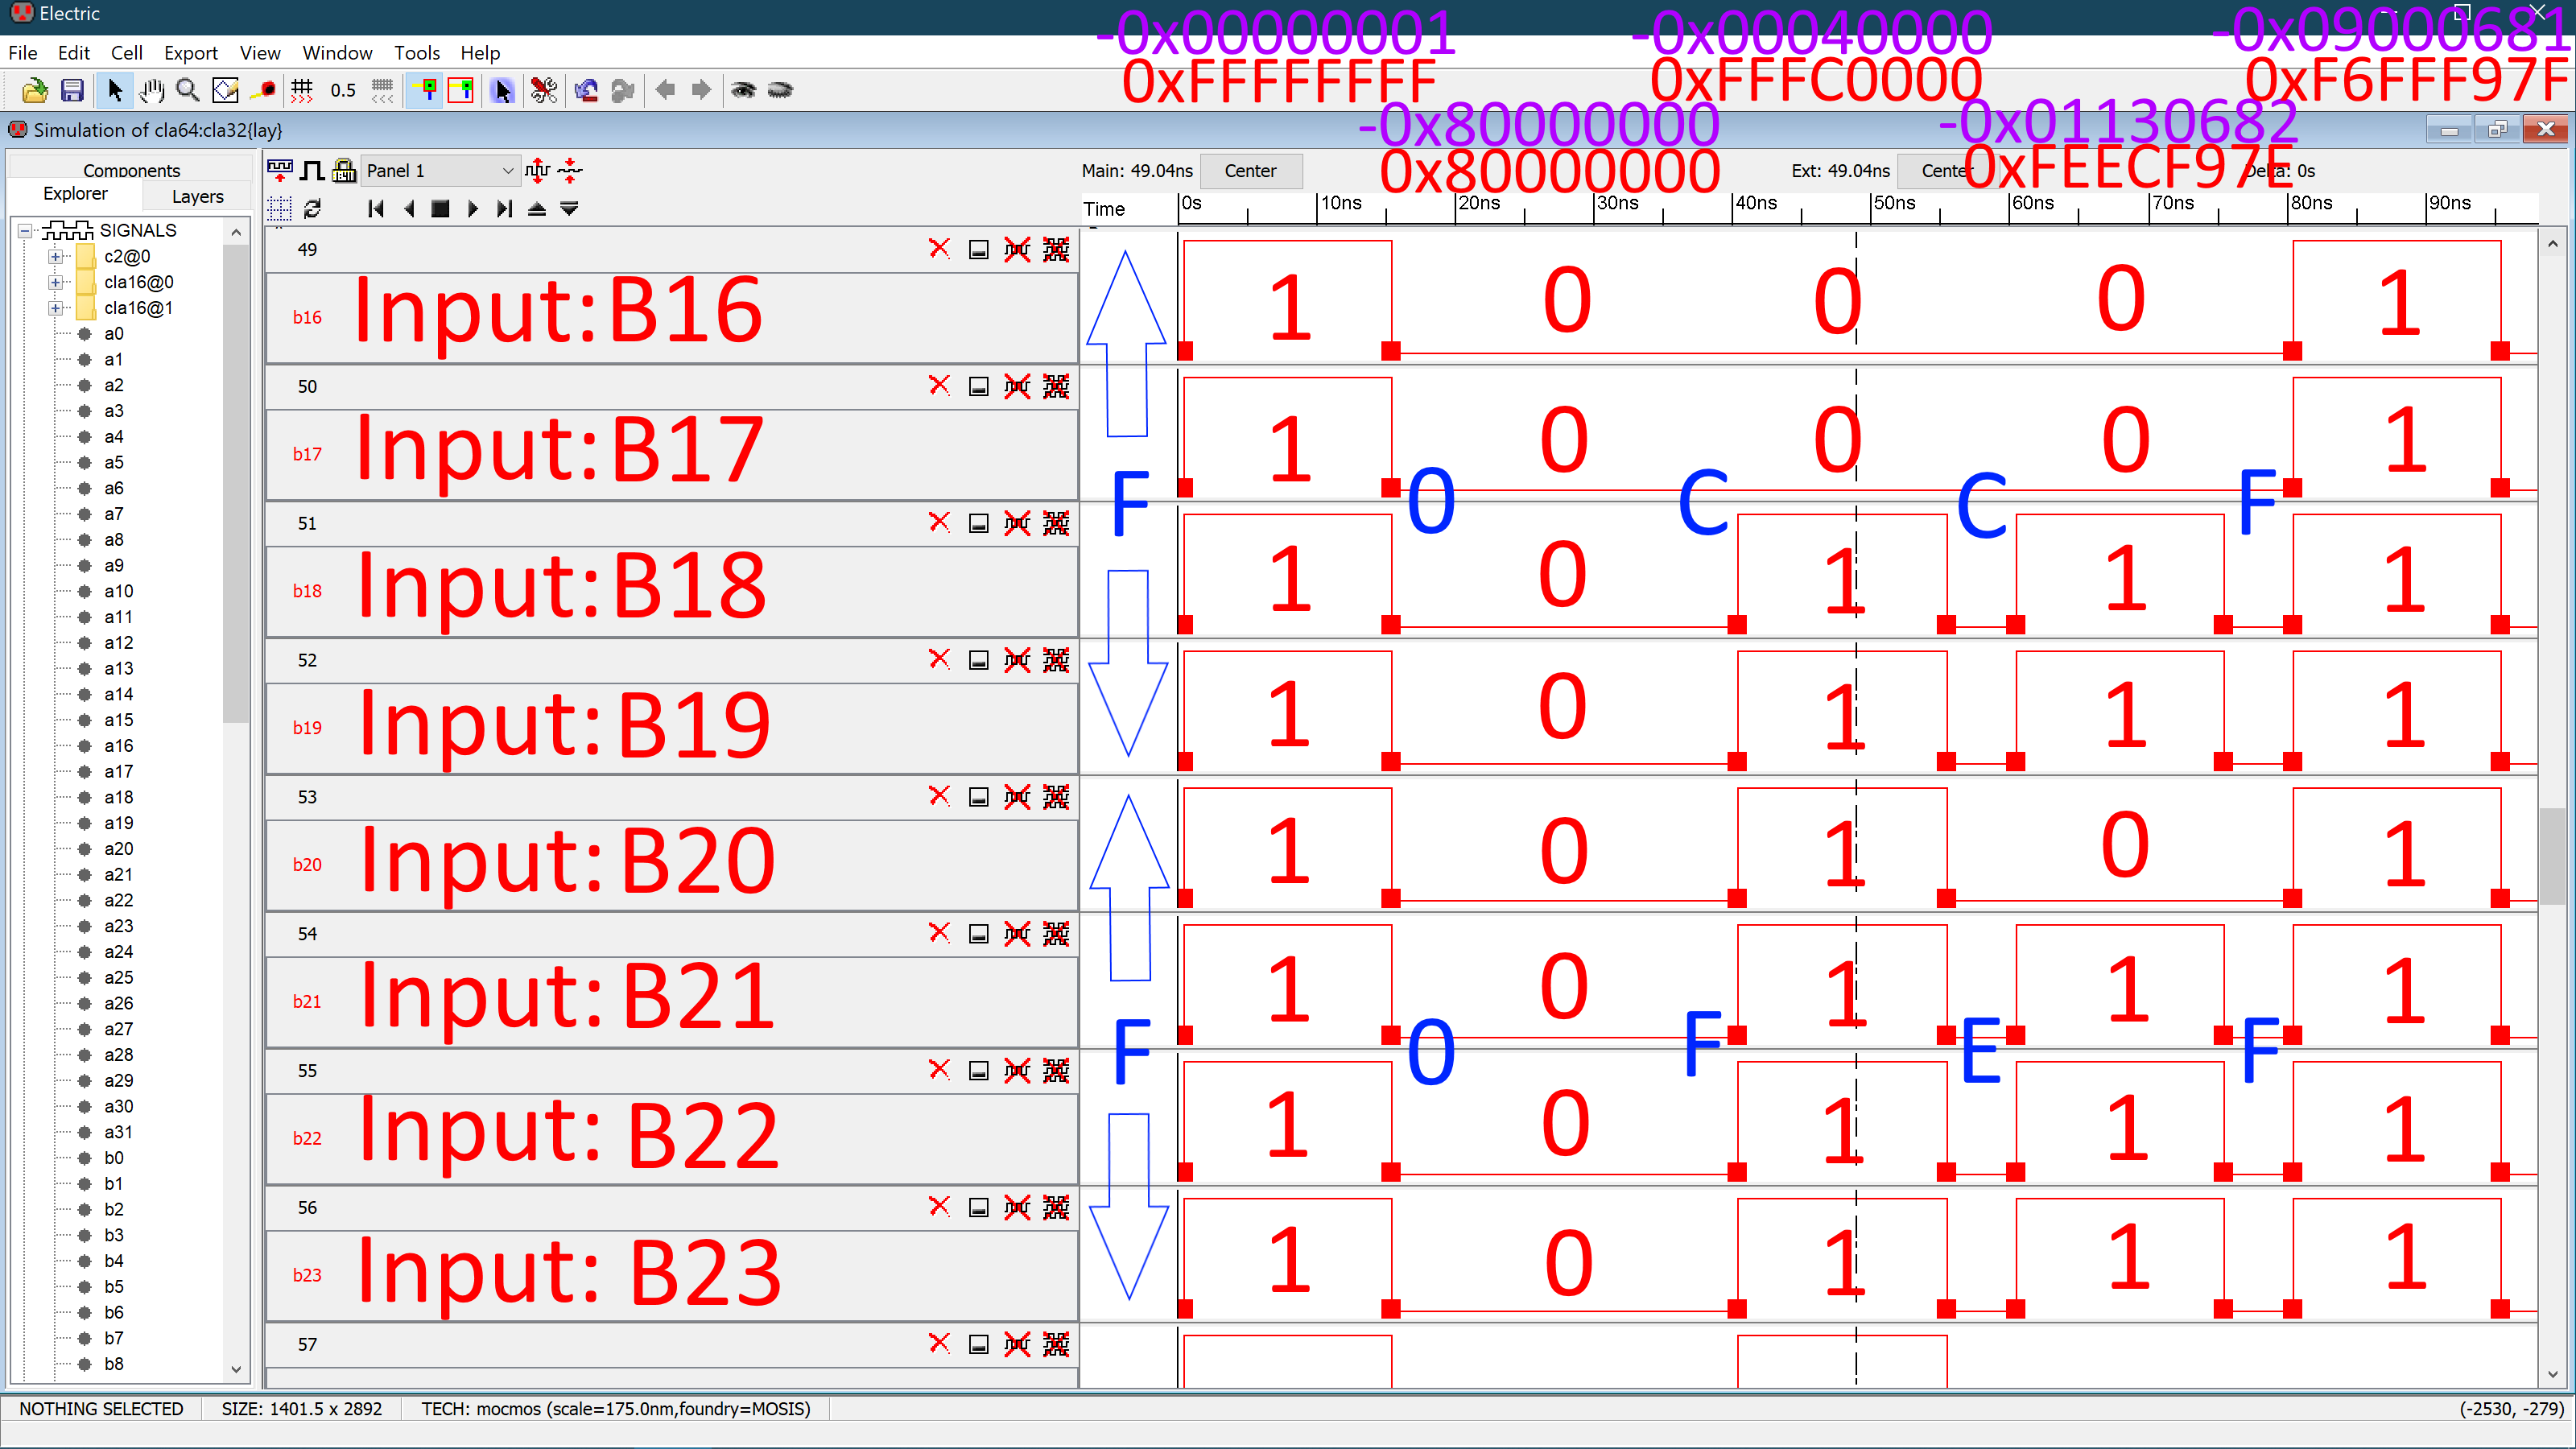 Electric
-0x00000001 -0x00040000 -0x09000681
File Edit Cell Export View Window Tools Help
0xFFFFFFFF 0xFFFC0000 0xF6FFF97F
0.5
-0x80000000 -0x01130682
Simulation of cla64:cla32{lay}
0x80000000 0xFEECF97E
Components
Explorer Layers
Panel 1
Main: 49.04ns Center Ext: 49.04ns Center Delta: 0s
Time 0s 10ns 20ns 30ns 40ns 50ns 60ns 70ns 80ns 90ns
SIGNALS
c2@0
cla16@0
cla16@1
a0
a1
a2
a3
a4
a5
a6
a7
a8
a9
a10
a11
a12
a13
a14
a15
a16
a17
a18
a19
a20
a21
a22
a23
a24
a25
a26
a27
a28
a29
a30
a31
b0
b1
b2
b3
b4
b5
b6
b7
b8
49
b16 Input: B16 1 0 0 0 1
50
b17 Input: B17 1 0 0 0 1
F 0 C C F
51
b18 Input: B18 1 0 1 1 1
52
b19 Input: B19 1 0 1 1 1
53
b20 Input: B20 1 0 1 0 1
54
b21 Input: B21 1 0 1 1 1
F 0 F E F
55
b22 Input: B22 1 0 1 1 1
56
b23 Input: B23 1 0 1 1 1
57
NOTHING SELECTED SIZE: 1401.5 x 2892 TECH: mocmos (scale=175.0nm,foundry=MOSIS) (-2530, -279)